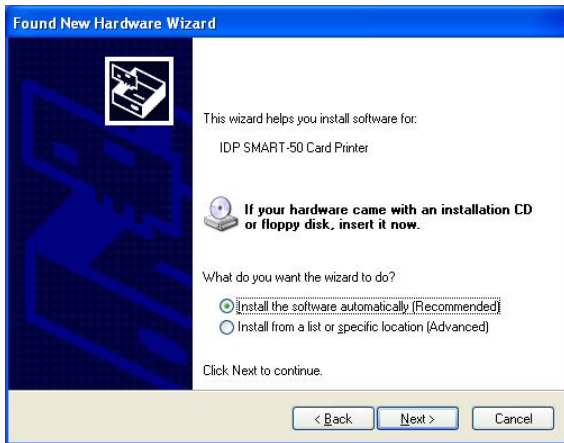 Found New Hardware Wizard
This wizard helps you install software for:
IDP SMART-50 Card Printer
If your hardware came with an installation CD
or floppy disk, insert it now.
What do you want the wizard to do?
Install the software automatically (Recommended)
Install from a list or specific location (Advanced)
Click Next to continue.
< Back
Next >
Cancel